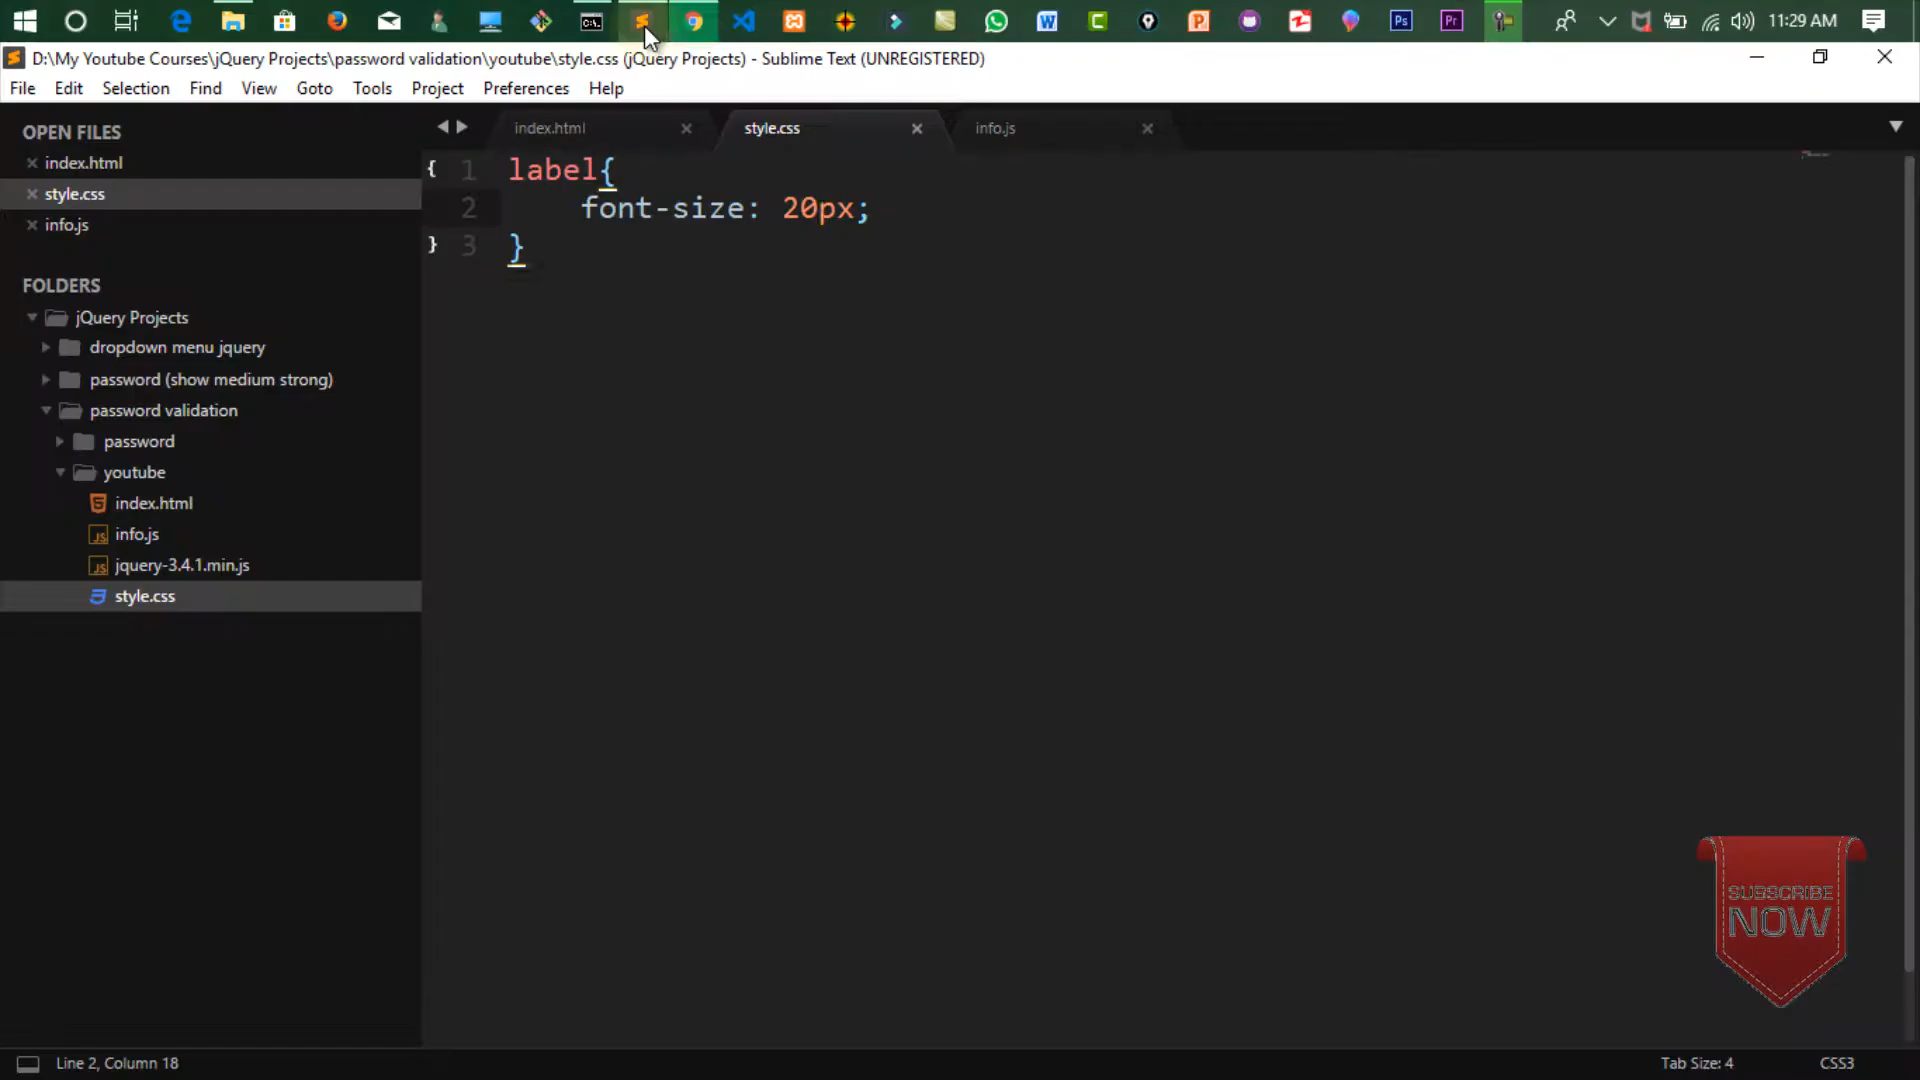 11:29 AM
D:\My Youtube Courses\jQuery Projects\password validation\youtube\style.css (jQuery Projects) - Sublime Text (UNREGISTERED)
File Edit Selection Find View Goto Tools Project Preferences Help
OPEN FILES
index.html
style.css
info.js
FOLDERS
jQuery Projects
dropdown menu jquery
password (show medium strong)
password validation
password
youtube
index.html
info.js
jquery-3.4.1.min.js
style.css
index.html style.css info.js
{ 1 label{
2 font-size: 20px;
} 3 }
SUBSCRIBE
NOW
Line 2, Column 18
Tab Size: 4 CSS3